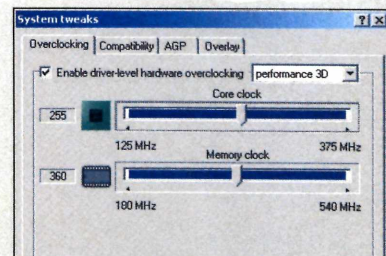 System tweaks
Overclocking Compatibility AGP Overlay
Enable driver-level hardware overclocking performance 3D
Core clock
255
125 MHz 375 MHz
Memory clock
360
180 MHz 540 MHz